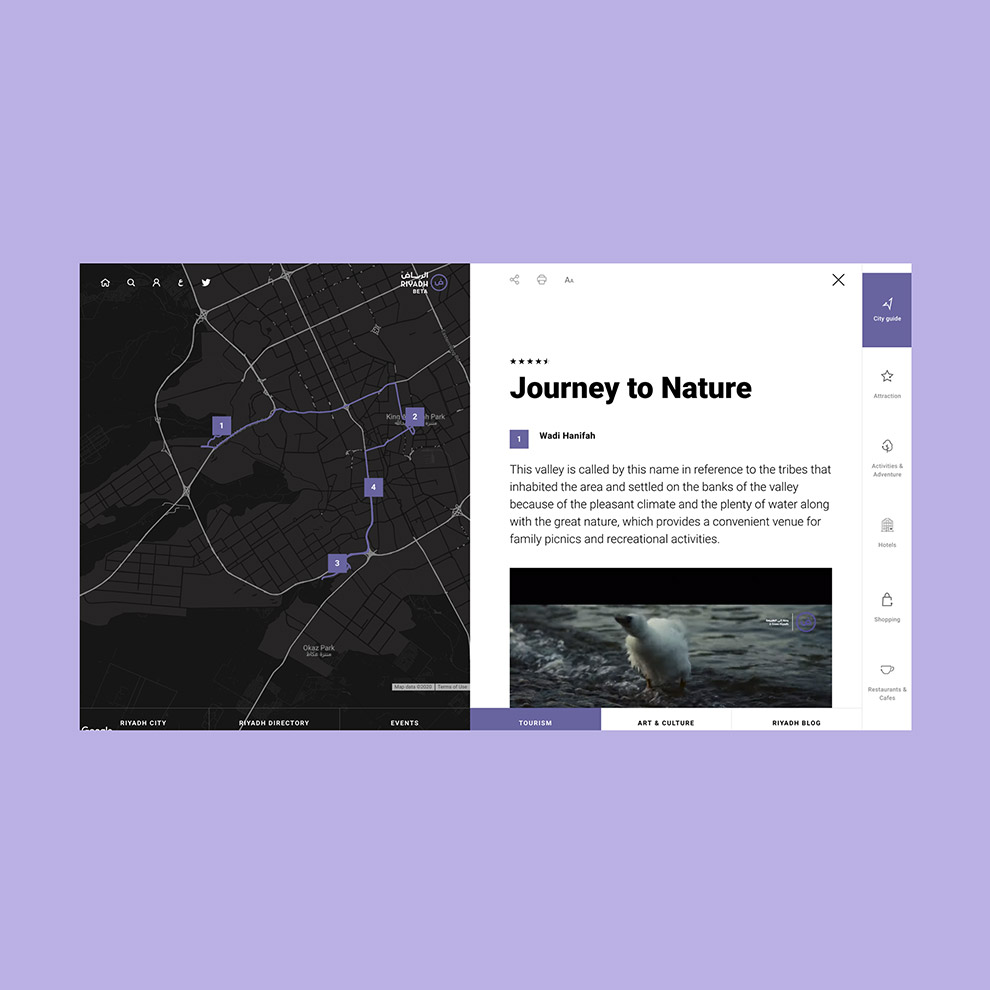 ع
الرياض
RIYADH
BETA
1
2
Park
4
3
Okaz Park
منتزه عكاظ
Map data ©2020
Terms of Use
Google
RIYADH CITY
RIYADH DIRECTORY
EVENTS
AA
Journey to Nature
1
Wadi Hanifah
This valley is called by this name in reference to the tribes that
inhabited the area and settled on the banks of the valley
because of the pleasant climate and the plenty of water along
with the great nature, which provides a convenient venue for
family picnics and recreational activities.
TOURISM
ART & CULTURE
RIYADH BLOG
City guide
Attraction
Activities &
Adventure
Hotels
Shopping
Restaurants &
Cafes